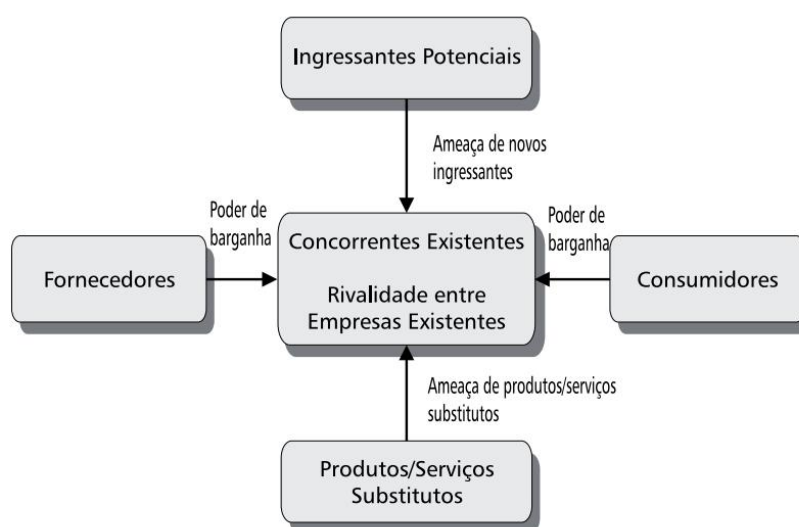 Ingressantes Potenciais
Ameaça de novos
ingressantes
Poder de
barganha
Fornecedores
Concorrentes Existentes
Rivalidade entre
Empresas Existentes
Poder de
barganha
Consumidores
Ameaça de produtos/serviços
substitutos
Produtos/Serviços
Substitutos